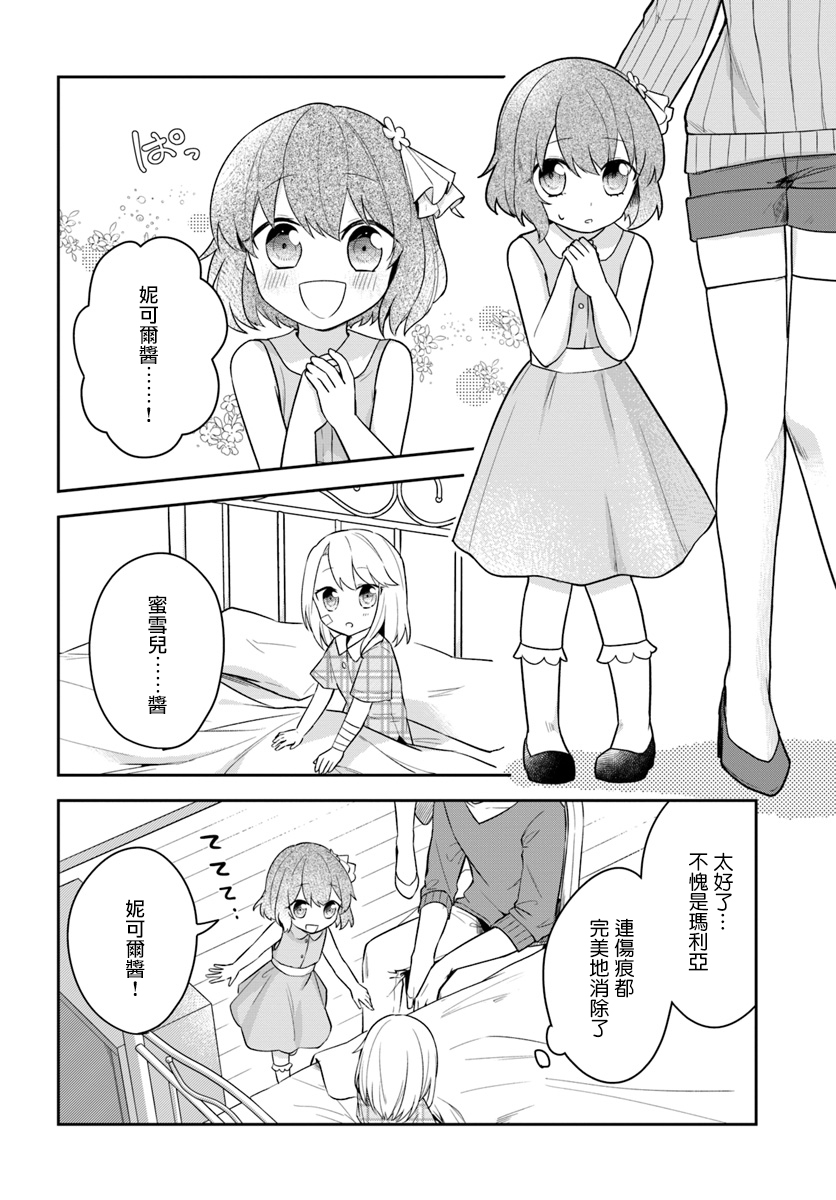 ぱっ
妮可爾醬……！
蜜雪兒……醬
太好了…
不愧是瑪利亞
連傷痕都
完美地消除了
てててて…
妮可爾醬！